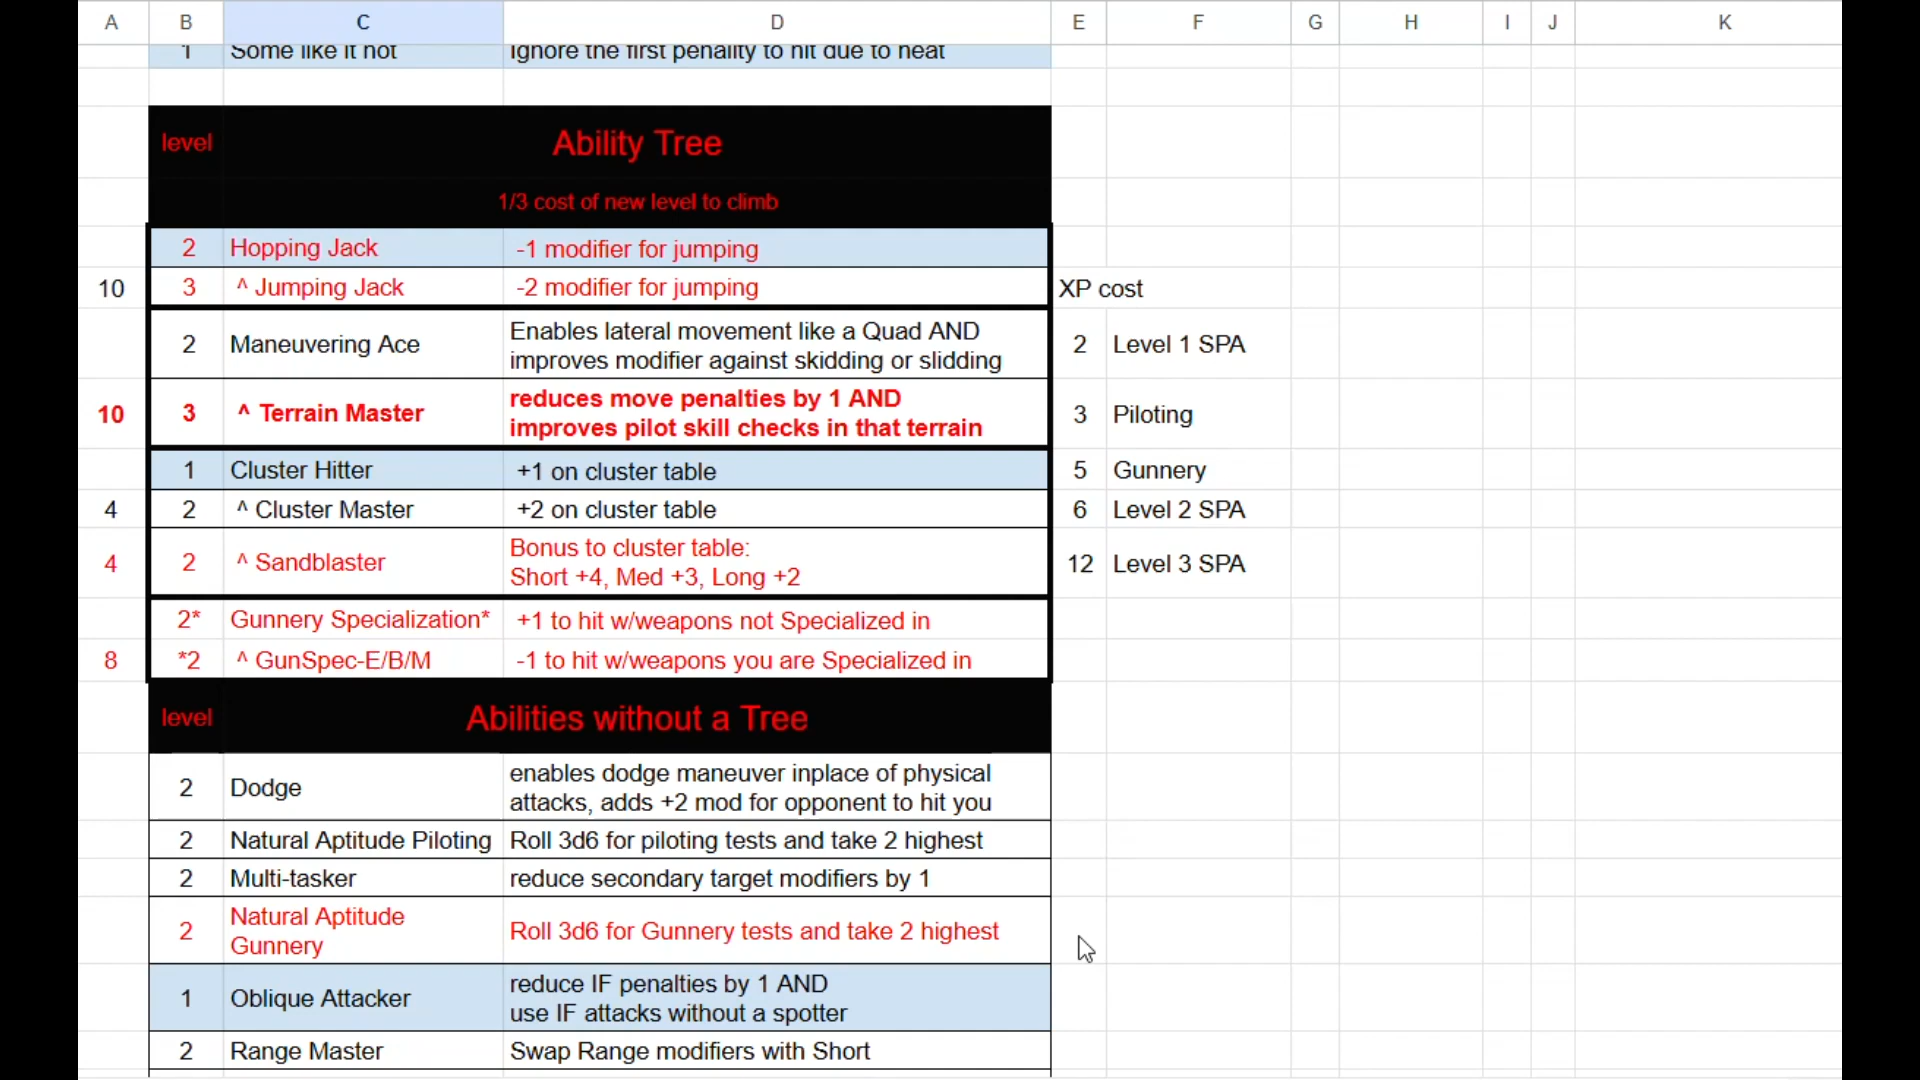 A B C D E F G H I J K
1 Some like it hot Ignore the first penality to hit due to heat
level Ability Tree
1/3 cost of new level to climb
2 Hopping Jack -1 modifier for jumping
10 3 ^ Jumping Jack -2 modifier for jumping XP cost
2 Maneuvering Ace Enables lateral movement like a Quad AND
improves modifier against skidding or slidding 2 Level 1 SPA
10 3 ^ Terrain Master reduces move penalties by 1 AND
improves pilot skill checks in that terrain 3 Piloting
1 Cluster Hitter +1 on cluster table 5 Gunnery
4 2 ^ Cluster Master +2 on cluster table 6 Level 2 SPA
4 2 ^ Sandblaster Bonus to cluster table:
Short +4, Med +3, Long +2 12 Level 3 SPA
2* Gunnery Specialization* +1 to hit w/weapons not Specialized in
8 *2 ^ GunSpec-E/B/M -1 to hit w/weapons you are Specialized in
level Abilities without a Tree
2 Dodge enables dodge maneuver inplace of physical
attacks, adds +2 mod for opponent to hit you
2 Natural Aptitude Piloting Roll 3d6 for piloting tests and take 2 highest
2 Multi-tasker reduce secondary target modifiers by 1
2 Natural Aptitude
Gunnery Roll 3d6 for Gunnery tests and take 2 highest
1 Oblique Attacker reduce IF penalties by 1 AND
use IF attacks without a spotter
2 Range Master Swap Range modifiers with Short